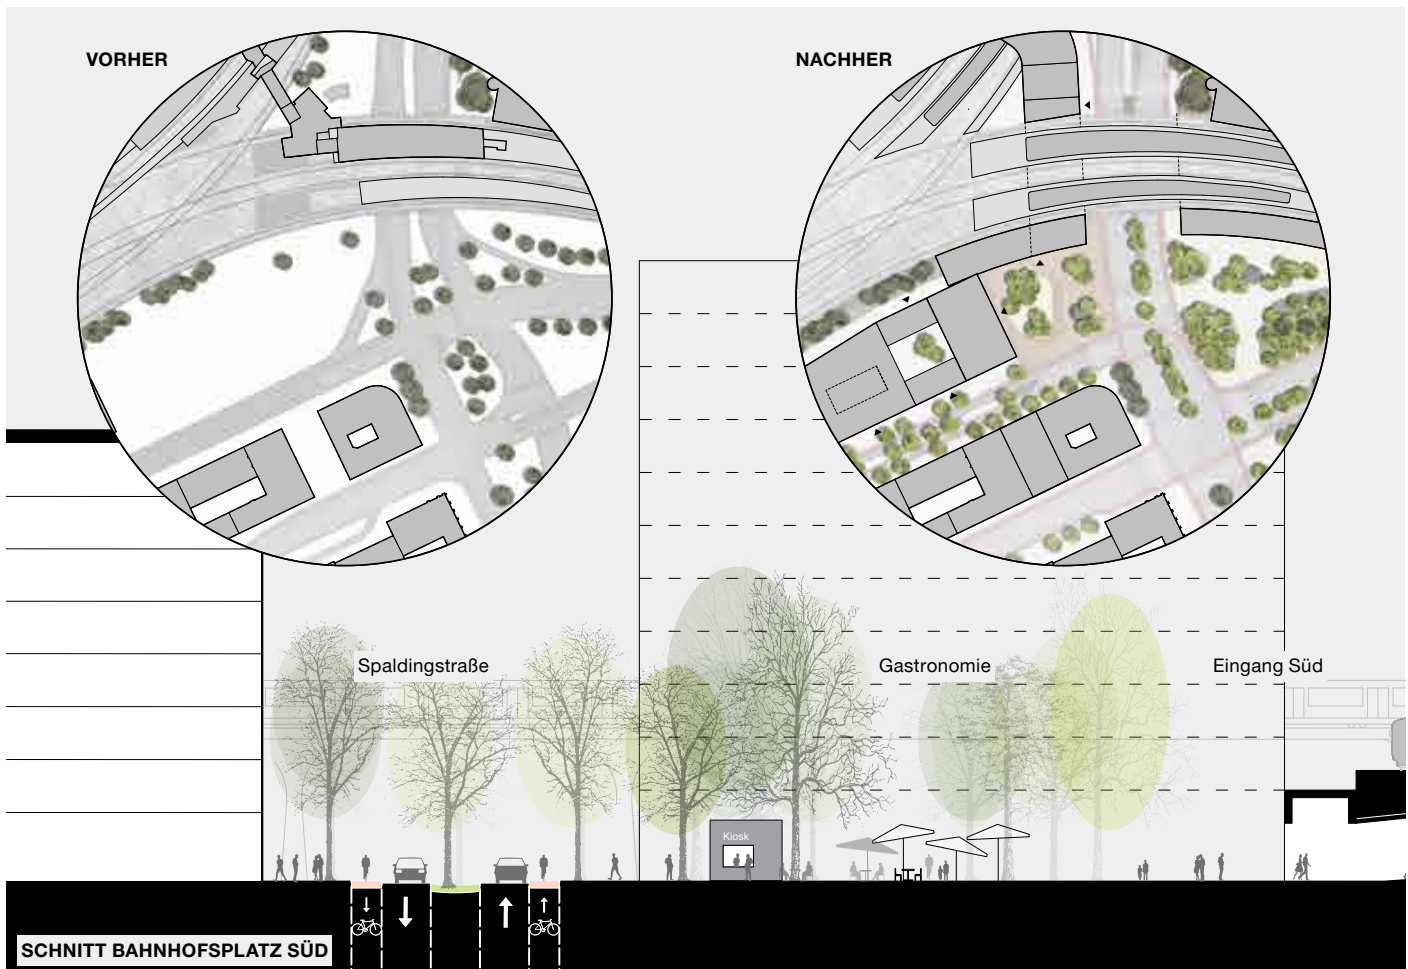 VORHER
NACHHER
Spaldingstraße
Gastronomie
Eingang Süd
Kiosk
SCHNITT BAHNHOFSPLATZ SÜD